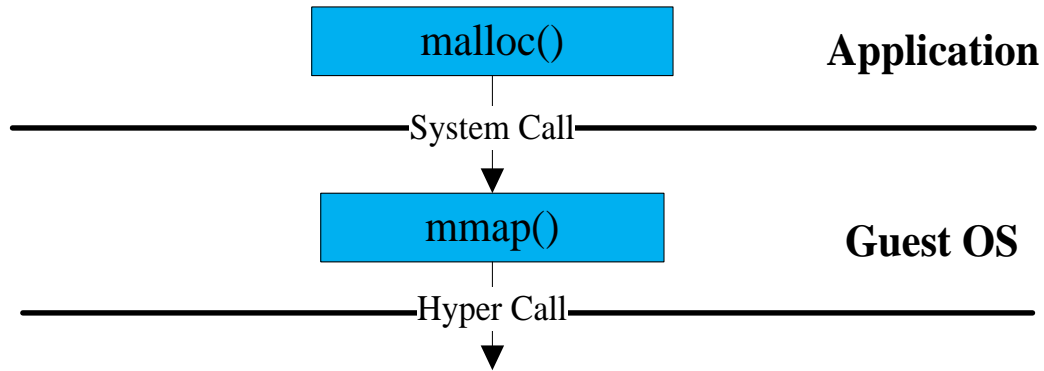 malloc()
Application
System Call
mmap()
Guest OS
Hyper Call